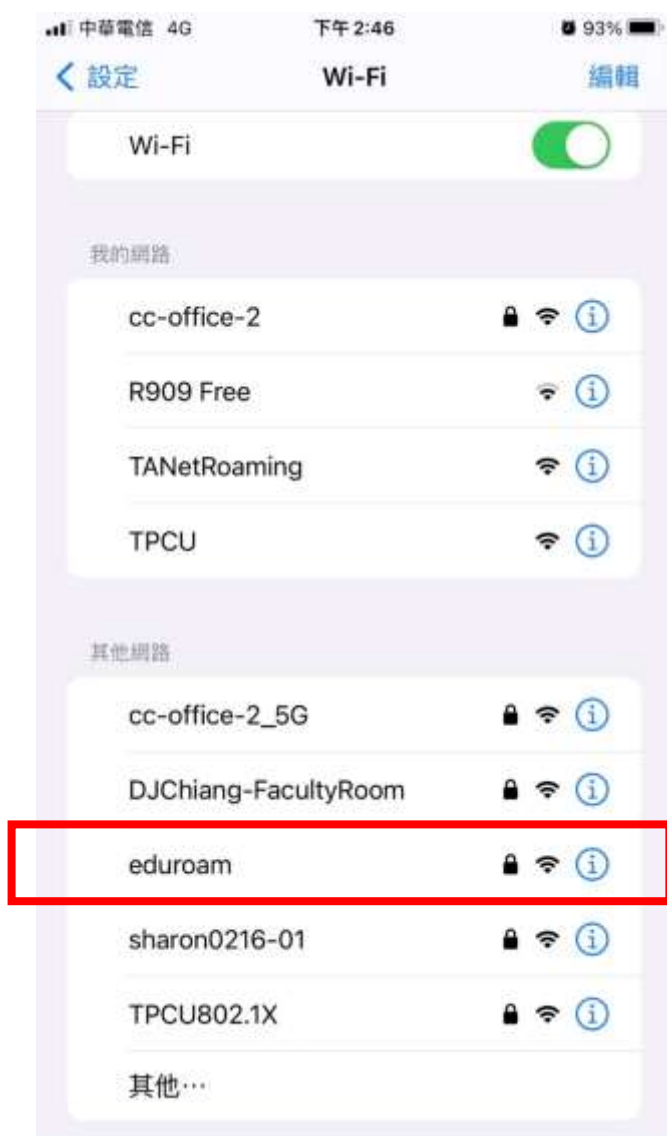 中華電信 4G 下午 2:46 93%
設定 Wi-Fi 編輯
Wi-Fi
我的網路
cc-office-2
R909 Free
TANetRoaming
TPCU
其他網路
cc-office-2_5G
DJChiang-FacultyRoom
eduroam
sharon0216-01
TPCU802.1X
其他…